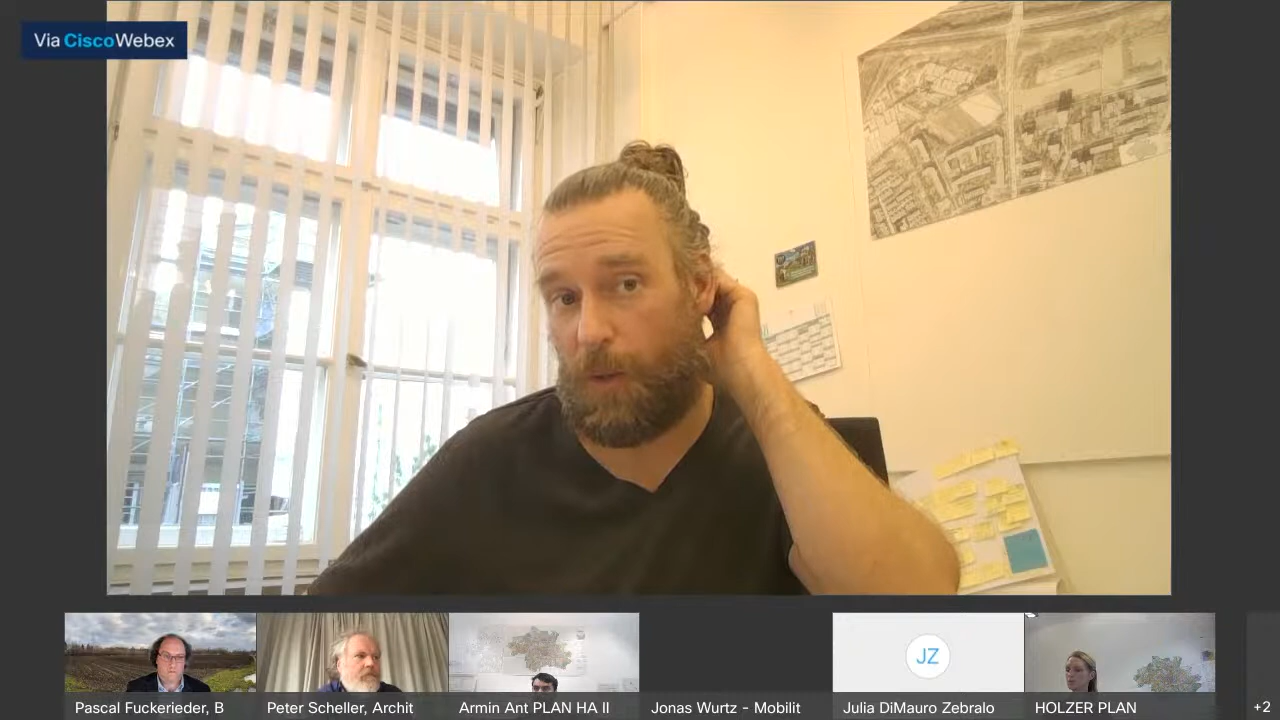 Via CiscoWebex
Pascal Fuckerieder, B
Peter Scheller, Archit
Armin Ant PLAN HA II
Jonas Wurtz - Mobilit
JZ
Julia DiMauro Zebralo
HOLZER PLAN
+2